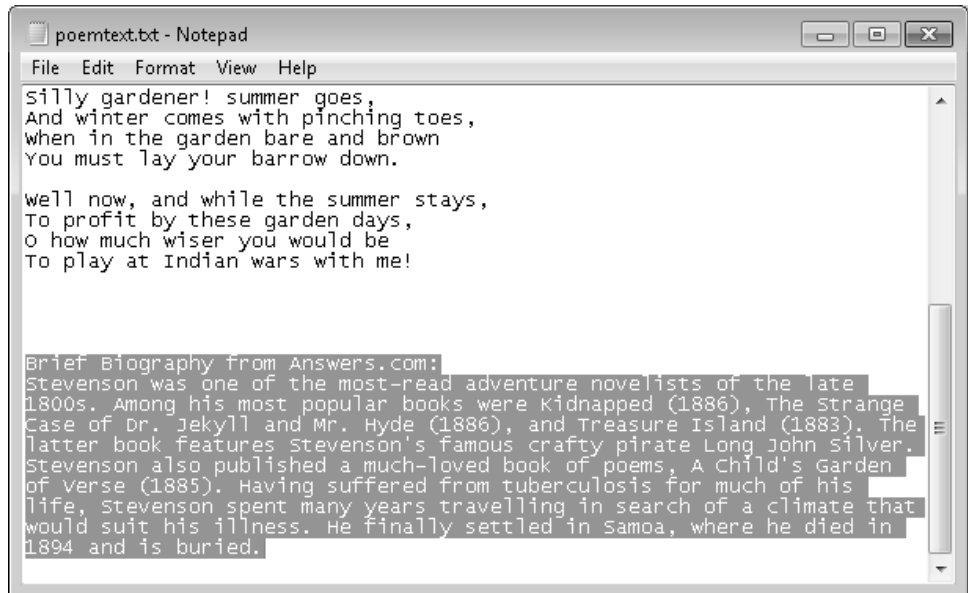 poemtext.txt - Notepad
File Edit Format View Help
Silly gardener! summer goes,
And winter comes with pinching toes,
When in the garden bare and brown
You must lay your barrow down.
Well now, and while the summer stays,
To profit by these garden days,
O how much wiser you would be
To play at Indian wars with me!
Brief Biography from Answers.com:
Stevenson was one of the most-read adventure novelists of the late
1800s. Among his most popular books were Kidnapped (1886), The Strange
Case of Dr. Jekyll and Mr. Hyde (1886), and Treasure Island (1883). The
latter book features Stevenson's famous crafty pirate Long John Silver.
Stevenson also published a much-loved book of poems, A Child's Garden
of Verse (1885). Having suffered from tuberculosis for much of his
life, Stevenson spent many years travelling in search of a climate that
would suit his illness. He finally settled in Samoa, where he died in
1894 and is buried.